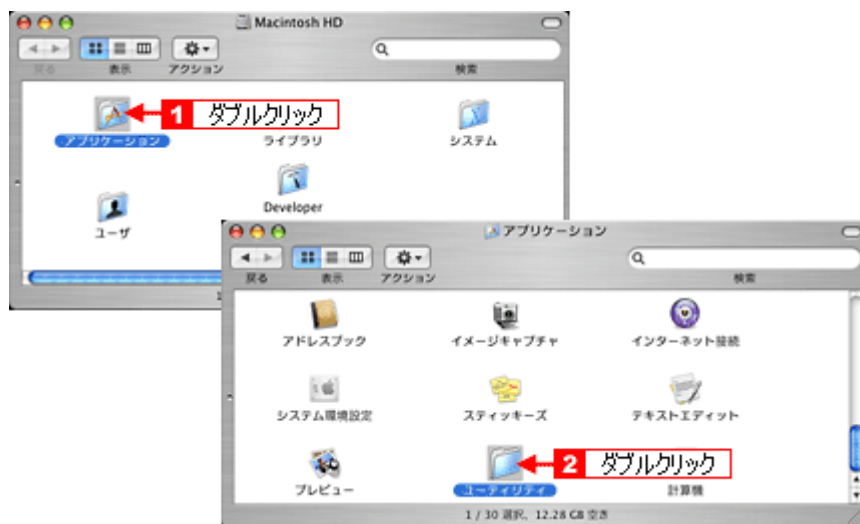 Macintosh HD
戻る 表示 アクション 検索
1 ダブルクリック
アプリケーション ライブラリ システム
ユーザ Developer
アプリケーション
戻る 表示 アクション 検索
アドレスブック イメージキャプチャ インターネット接続
システム環境設定 スティッキーズ テキストエディット
2 ダブルクリック
プレビュー ユーティリティ 計算機
1 / 30 選択、12.28 GB 空き